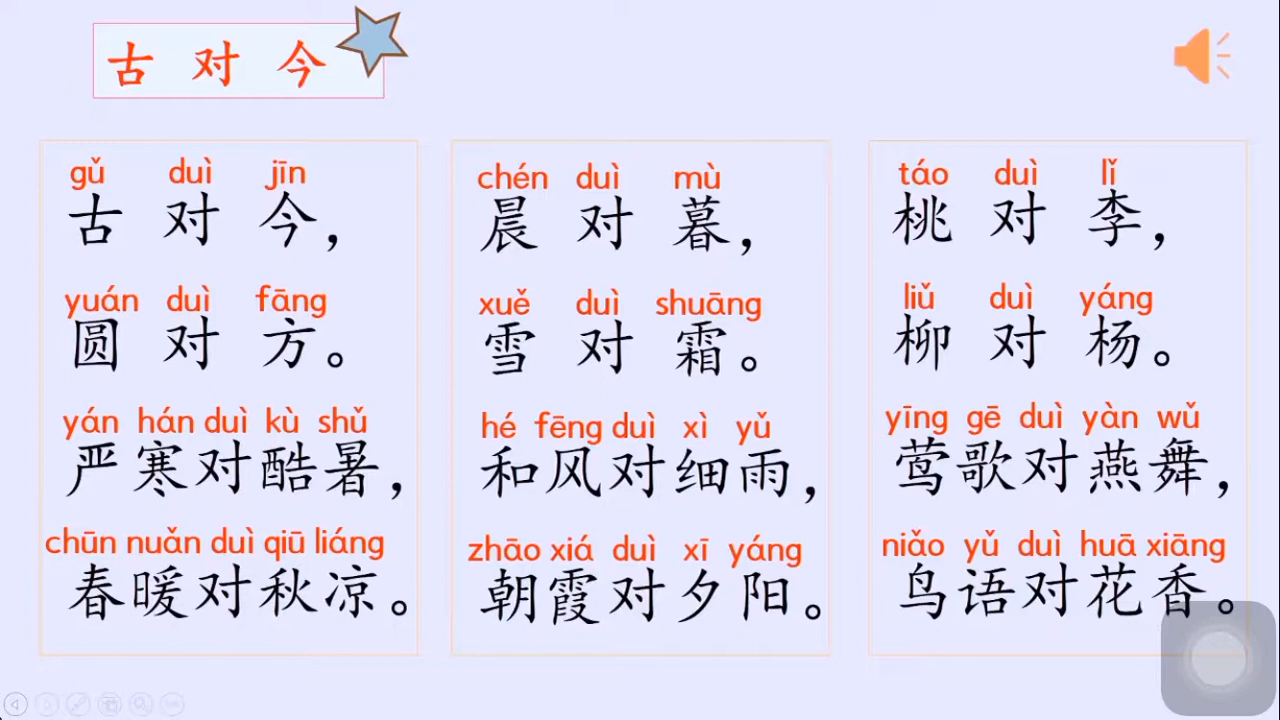 古 对 今
gǔ duì jīn
古 对 今，
yuán duì fāng
圆 对 方。
yán hán duì kù shǔ
严寒对酷暑，
chūn nuǎn duì qiū liáng
春暖对秋凉。
chén duì mù
晨 对 暮，
xuě duì shuāng
雪 对 霜。
hé fēng duì xì yǔ
和风对细雨，
zhāo xiá duì xī yáng
朝霞对夕阳。
táo duì lǐ
桃 对 李，
liǔ duì yáng
柳 对 杨。
yīng gē duì yàn wǔ
莺歌对燕舞，
niǎo yǔ duì huā xiāng
鸟语对花香。